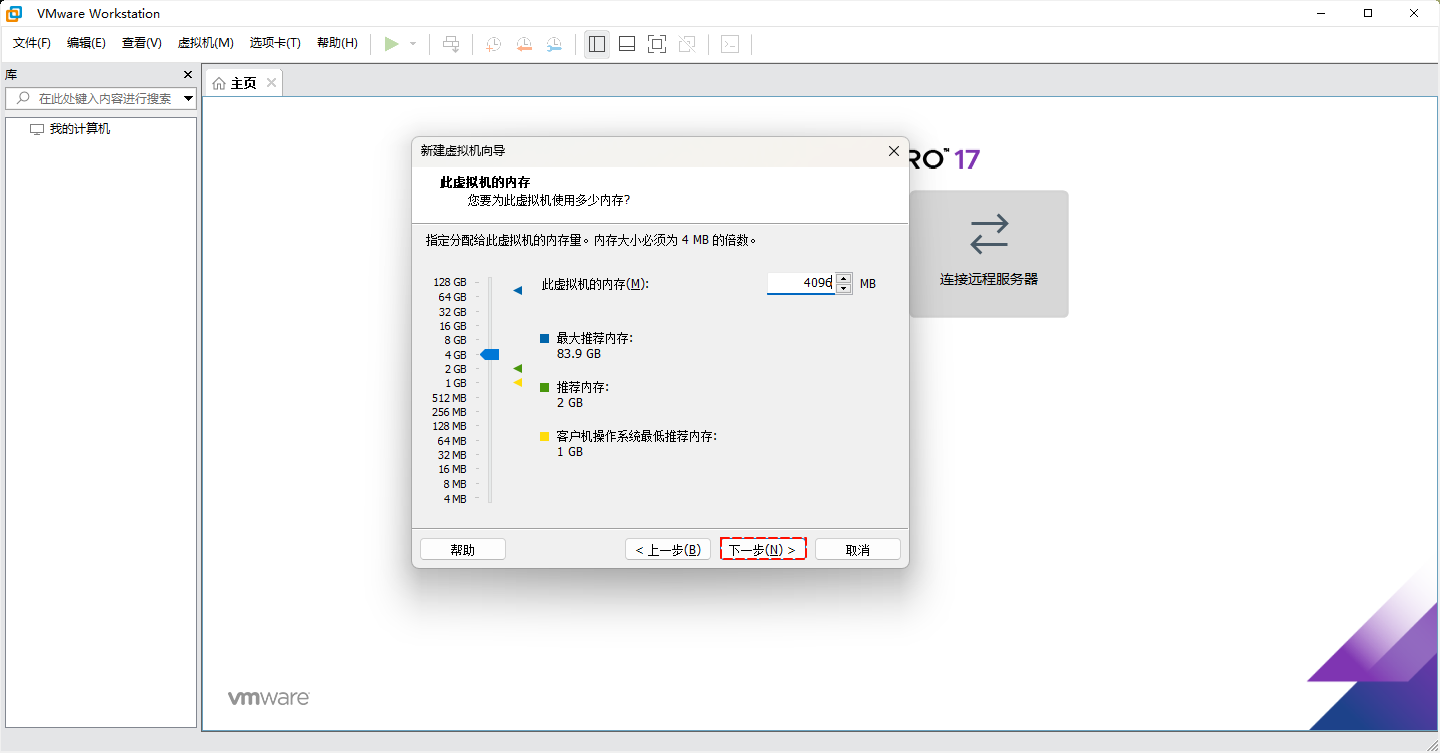 VMware Workstation
文件(F) 编辑(E) 查看(V) 虚拟机(M) 选项卡(T) 帮助(H)
库
在此处键入内容进行搜索
我的计算机
主页
RO™ 17
连接远程服务器
新建虚拟机向导
此虚拟机的内存
您要为此虚拟机使用多少内存?
指定分配给此虚拟机的内存量。内存大小必须为 4 MB 的倍数。
此虚拟机的内存(M): 4096 MB
128 GB
64 GB
32 GB
16 GB
8 GB
4 GB
2 GB
1 GB
512 MB
256 MB
128 MB
64 MB
32 MB
16 MB
8 MB
4 MB
最大推荐内存:
83.9 GB
推荐内存:
2 GB
客户机操作系统最低推荐内存:
1 GB
帮助 < 上一步(B) 下一步(N) > 取消
vmware